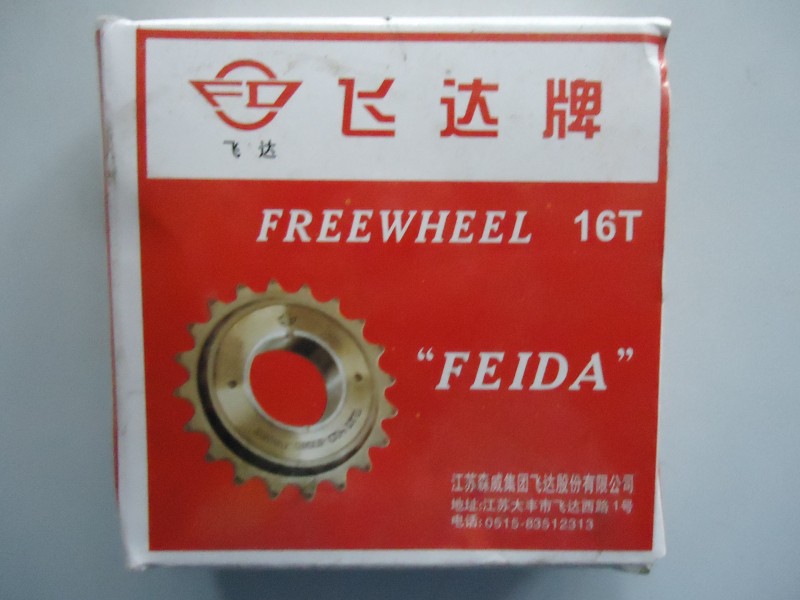 FD
飞达
飞达牌
FREEWHEEL 16T
“FEIDA”
江苏森威集团飞达股份有限公司
地址:江苏大丰市飞达西路1号
电话:0515-83512313